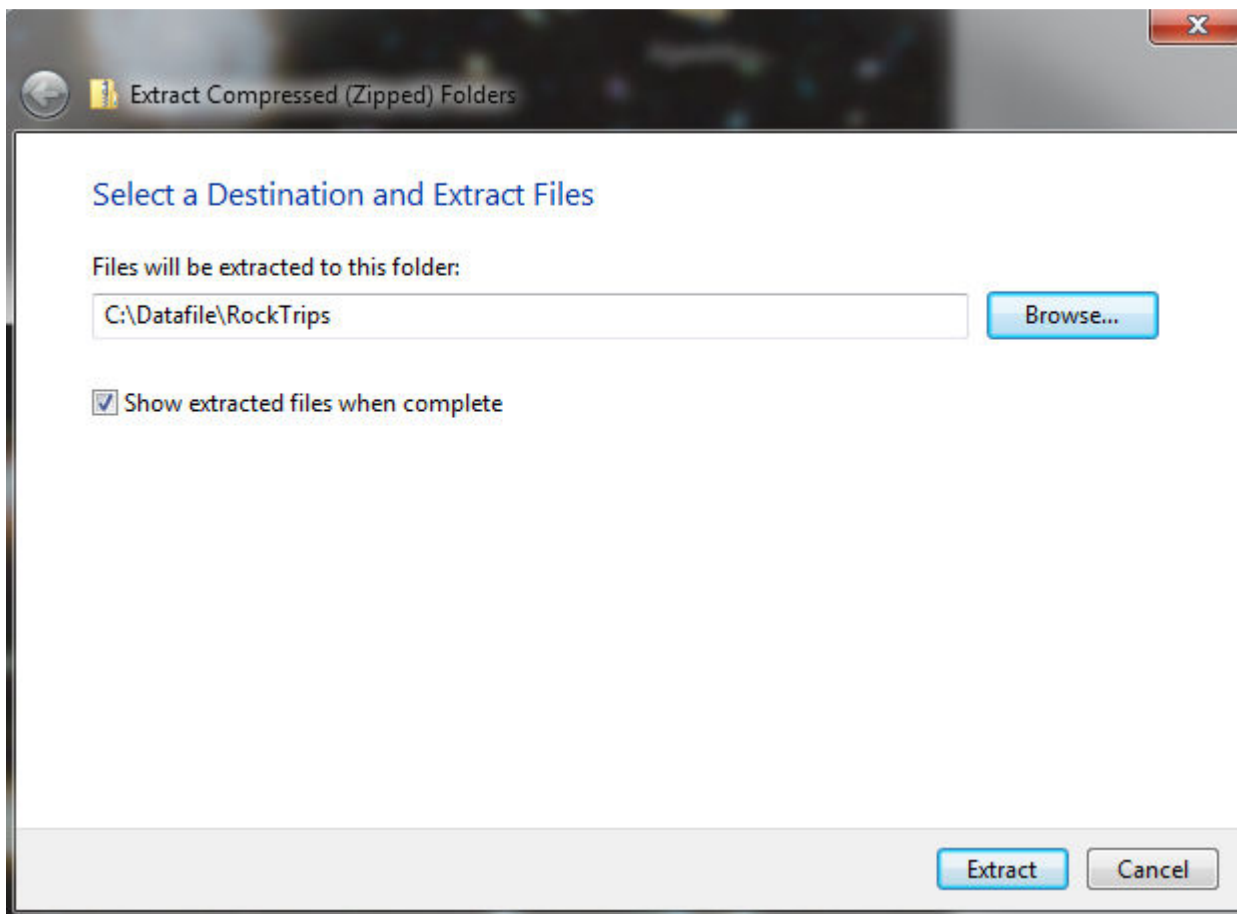 Extract Compressed (Zipped) Folders
Select a Destination and Extract Files
Files will be extracted to this folder:
C:\Datafile\RockTrips
Browse...
Show extracted files when complete
Extract
Cancel